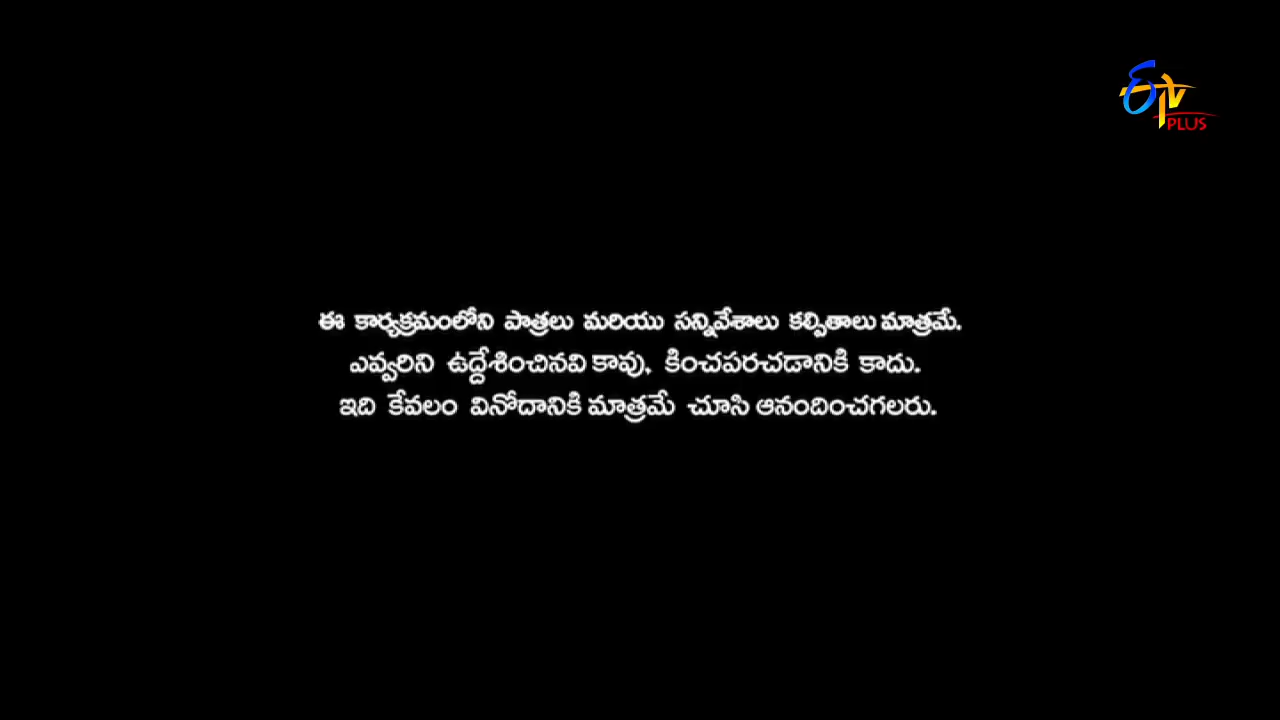 ETV
PLUS
ఈ కార్యక్రమంలోని పాత్రలు మరియు సన్నివేశాలు కల్పితాలు మాత్రమే.
ఎవ్వరిని ఉద్దేశించినవి కావు, కించపరచడానికి కాదు.
ఇది కేవలం వినోదానికి మాత్రమే చూసి ఆనందించగలరు.